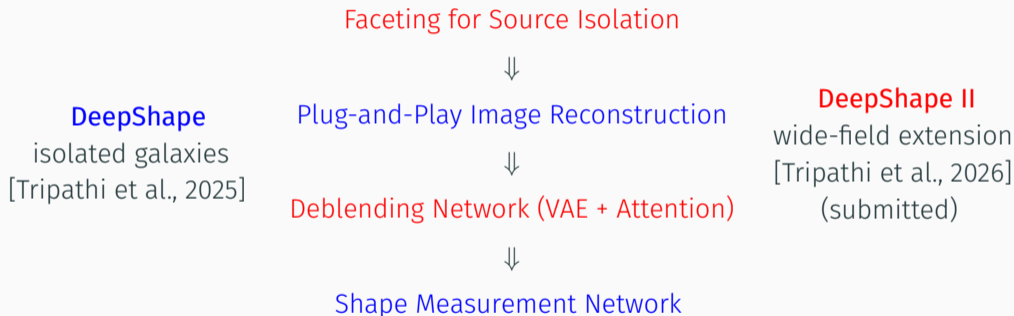 Faceting for Source Isolation
⇓
DeepShape
isolated galaxies
[Tripathi et al., 2025]
Plug-and-Play Image Reconstruction
⇓
Deblending Network (VAE + Attention)
⇓
Shape Measurement Network
DeepShape II
wide-field extension
[Tripathi et al., 2026]
(submitted)